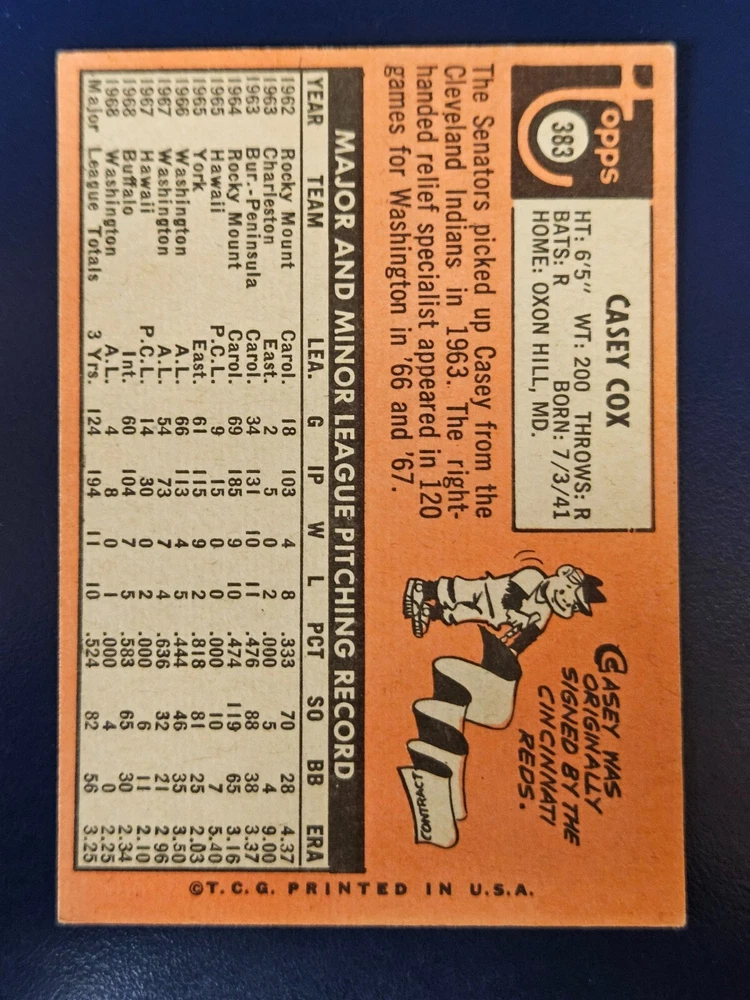 Topps
383
CASEY COX
HT: 6'5" WT: 200 THROWS: R
BATS: R BORN: 7/3/41
HOME: OXON HILL, MD.
The Senators picked up Casey from the
Cleveland Indians in 1963. The right-
handed relief specialist appeared in 120
games for Washington in '66 and '67.
CASEY WAS
ORIGINALLY
SIGNED BY THE
CINCINNATI
REDS.
CONTRACT
MAJOR AND MINOR LEAGUE PITCHING RECORD
YEAR TEAM LEA. G IP W L PCT SO BB ERA
1962 Rocky Mount Carol. 18 103 4 8 .333 70 28 4.37
1963 Charleston East. 2 5 0 2 .000 5 4 9.00
1963 Bur.-Peninsula Carol. 34 131 10 11 .476 88 38 3.37
1964 Rocky Mount Carol. 69 185 9 10 .474 119 65 3.16
1965 Hawaii P.C.L. 9 15 0 0 .000 10 7 5.40
1965 York East. 61 115 9 2 .818 81 25 2.03
1966 Washington A.L. 66 113 4 5 .444 46 35 3.50
1967 Washington A.L. 54 73 7 4 .636 32 21 2.96
1967 Hawaii P.C.L. 14 30 0 2 .000 6 11 2.10
1968 Buffalo Int. 60 104 7 5 .583 65 30 2.34
1968 Washington A.L. 4 8 0 1 .000 4 0 2.25
Major League Totals 3 Yrs. 124 194 11 10 .524 82 56 3.25
©T.C.G. PRINTED IN U.S.A.